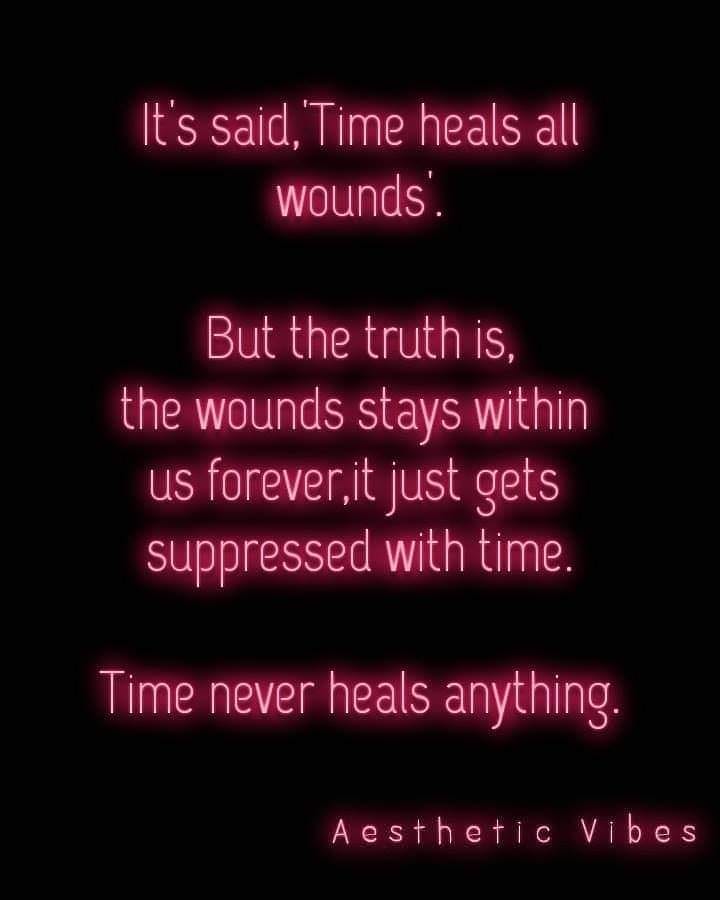 It's said,'Time heals all
wounds'.
But the truth is,
the wounds stays within
us forever,it just gets
suppressed with time.
Time never heals anything.
Aesthetic Vibes